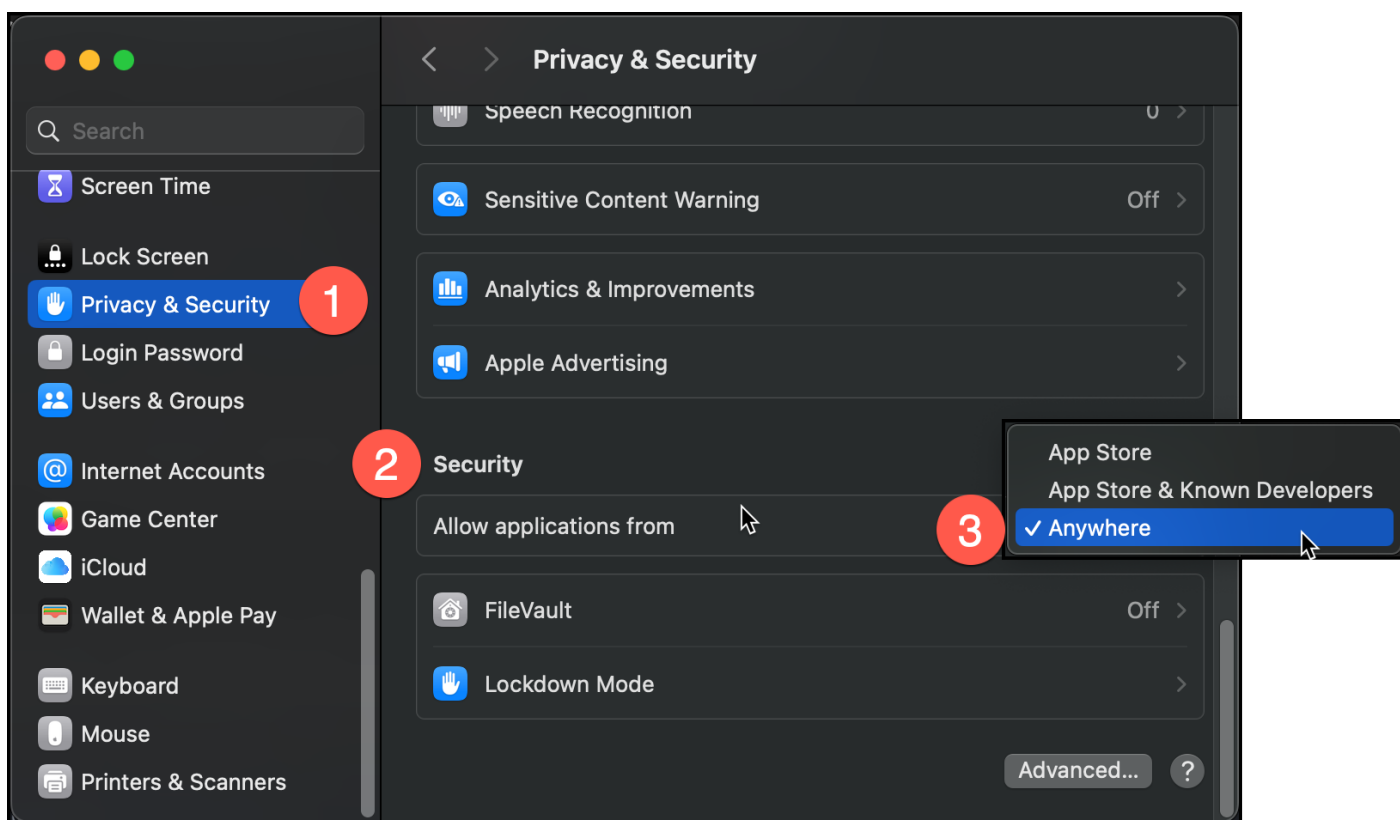 Privacy & Security
Search
Screen Time
Lock Screen
Privacy & Security
1
Login Password
Users & Groups
Internet Accounts
Game Center
iCloud
Wallet & Apple Pay
Keyboard
Mouse
Printers & Scanners
Speech Recognition 0
Sensitive Content Warning Off
Analytics & Improvements
Apple Advertising
2 Security
Allow applications from
3
App Store
App Store & Known Developers
Anywhere
FileVault Off
Lockdown Mode
Advanced... ?